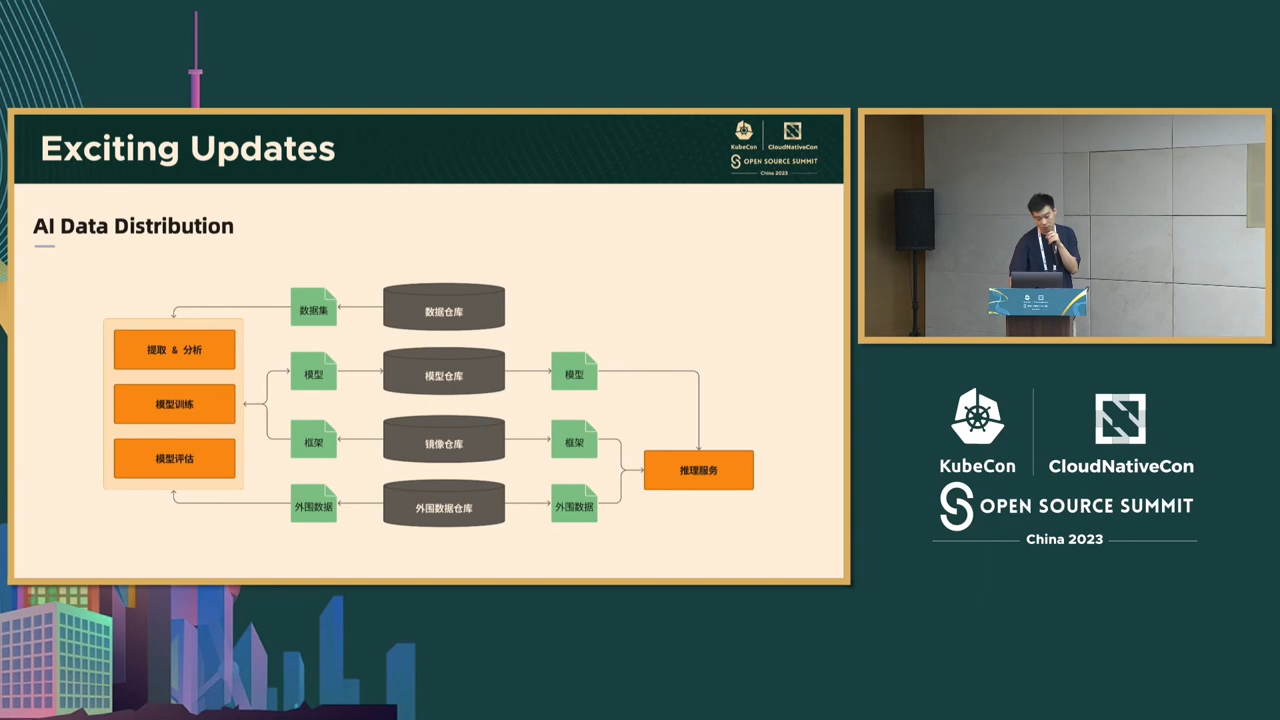 Exciting Updates
KubeCon
CloudNativeCon
OPEN SOURCE SUMMIT
China 2023
AI Data Distribution
数据集
数据仓库
提取 & 分析
模型
模型仓库
模型
模型训练
框架
镜像仓库
框架
模型评估
推理服务
外围数据
外围数据仓库
外围数据
KubeCon
CloudNativeCon
OPEN SOURCE SUMMIT
China 2023